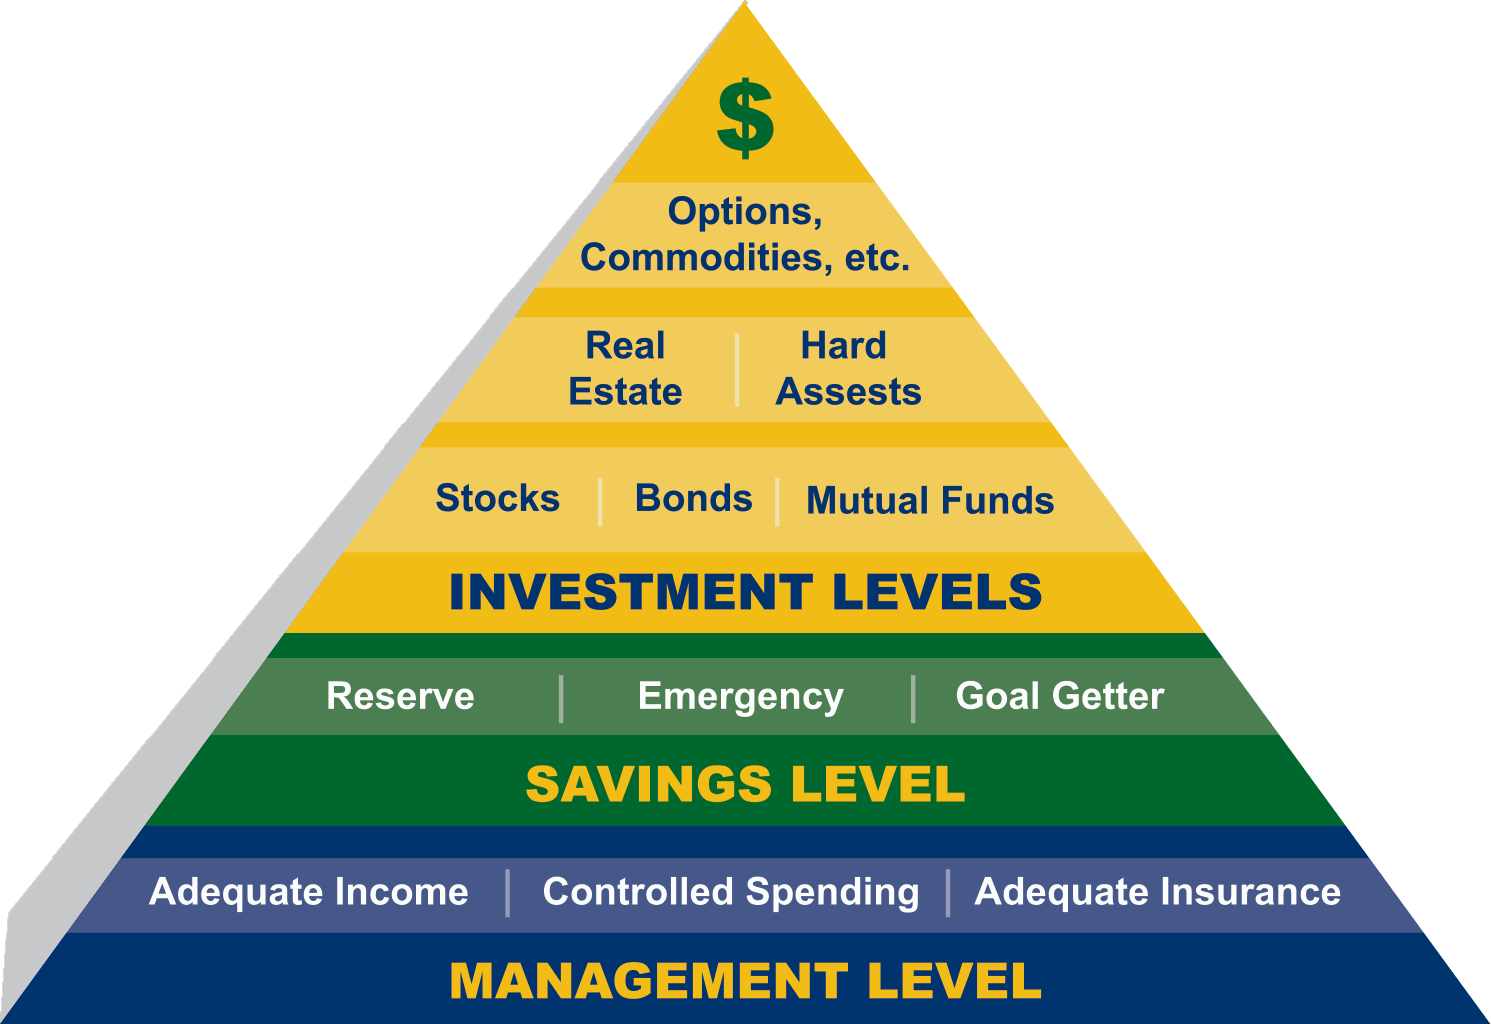 $
Options,
Commodities, etc.
Real Estate | Hard Assests
Stocks | Bonds | Mutual Funds
INVESTMENT LEVELS
Reserve | Emergency | Goal Getter
SAVINGS LEVEL
Adequate Income | Controlled Spending | Adequate Insurance
MANAGEMENT LEVEL